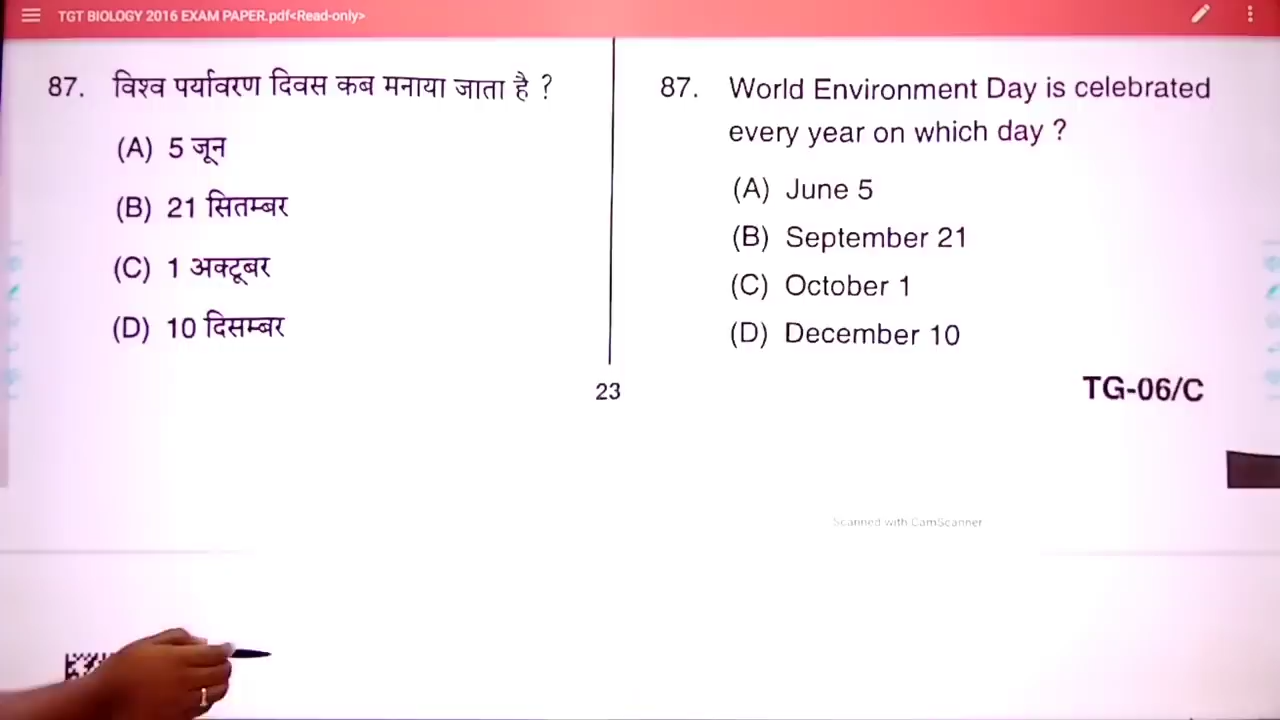 TGT BIOLOGY 2016 EXAM PAPER.pdf<Read-only>
87. विश्व पर्यावरण दिवस कब मनाया जाता है ?
(A) 5 जून
(B) 21 सितम्बर
(C) 1 अक्टूबर
(D) 10 दिसम्बर
87. World Environment Day is celebrated
every year on which day ?
(A) June 5
(B) September 21
(C) October 1
(D) December 10
23
TG-06/C
Scanned with CamScanner